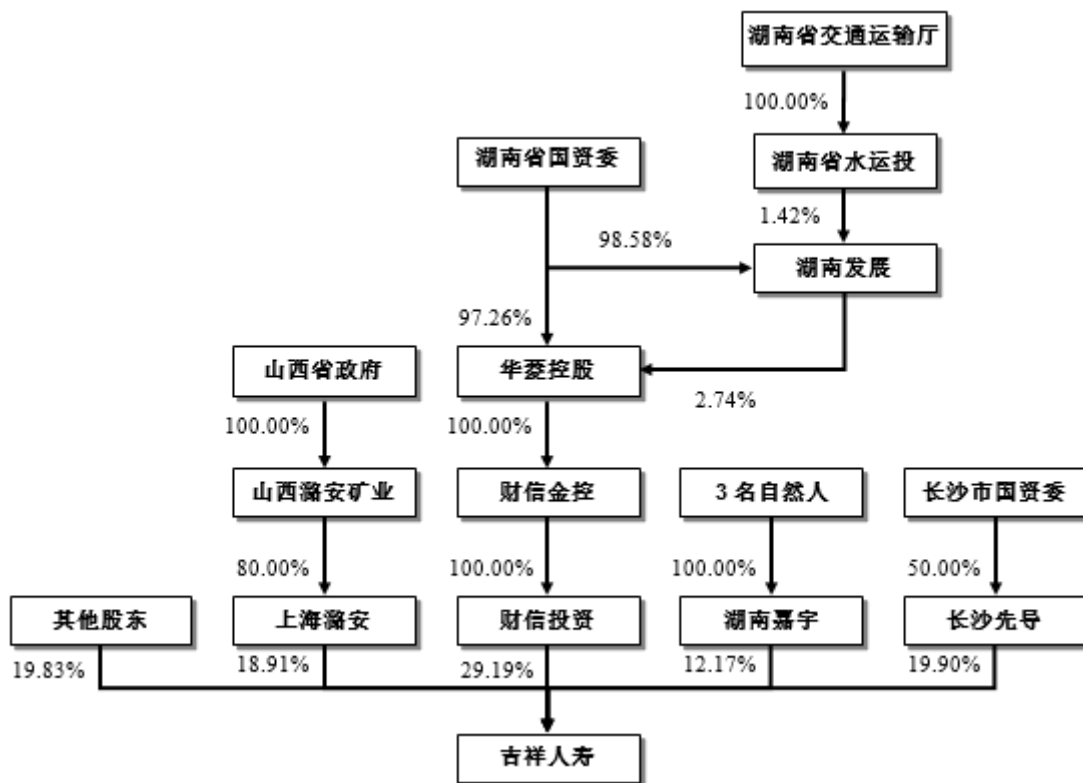 湖南省交通运输厅
100.00%
湖南省国资委
湖南省水运投
1.42%
98.58%
湖南发展
97.26%
山西省政府
华菱控股
2.74%
100.00%
100.00%
山西潞安矿业
财信金控
3 名自然人
长沙市国资委
80.00%
100.00%
100.00%
50.00%
其他股东
上海潞安
财信投资
湖南嘉宇
长沙先导
19.83%
18.91%
29.19%
12.17%
19.90%
吉祥人寿